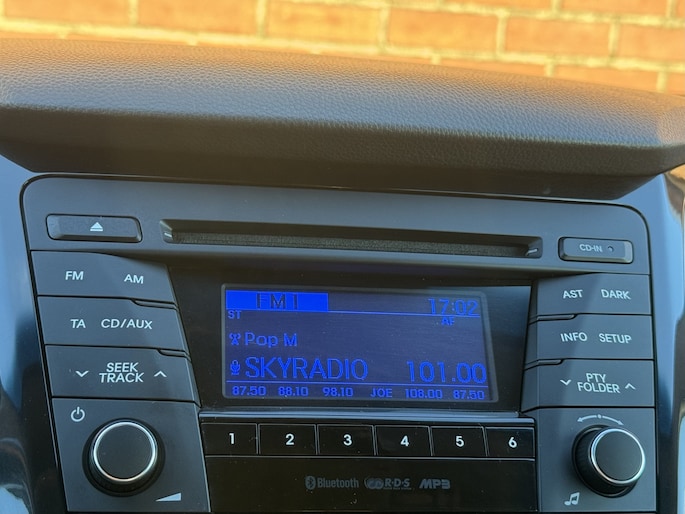 CD-IN
FM AM
AST DARK
FM1 17:02
ST AF
TA CD/AUX
INFO SETUP
Pop M
SEEK
TRACK
PTY
FOLDER
SKYRADIO 101.00
87.50 88.10 98.10 JOE 108.00 87.50
1 2 3 4 5 6
Bluetooth R·D·S MP3